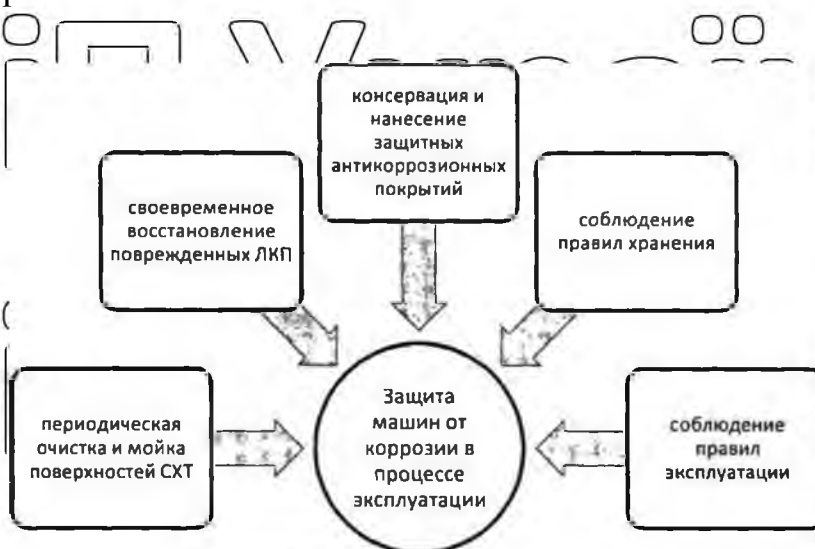 консервация и
нанесение
защитных
антикоррозионных
покрытий
своевременное
восстановление
поврежденных ЛКП
соблюдение
правил хранения
периодическая
очистка и мойка
поверхностей СХТ
Защита
машин от
коррозии в
процессе
эксплуатации
соблюдение
правил
эксплуатации